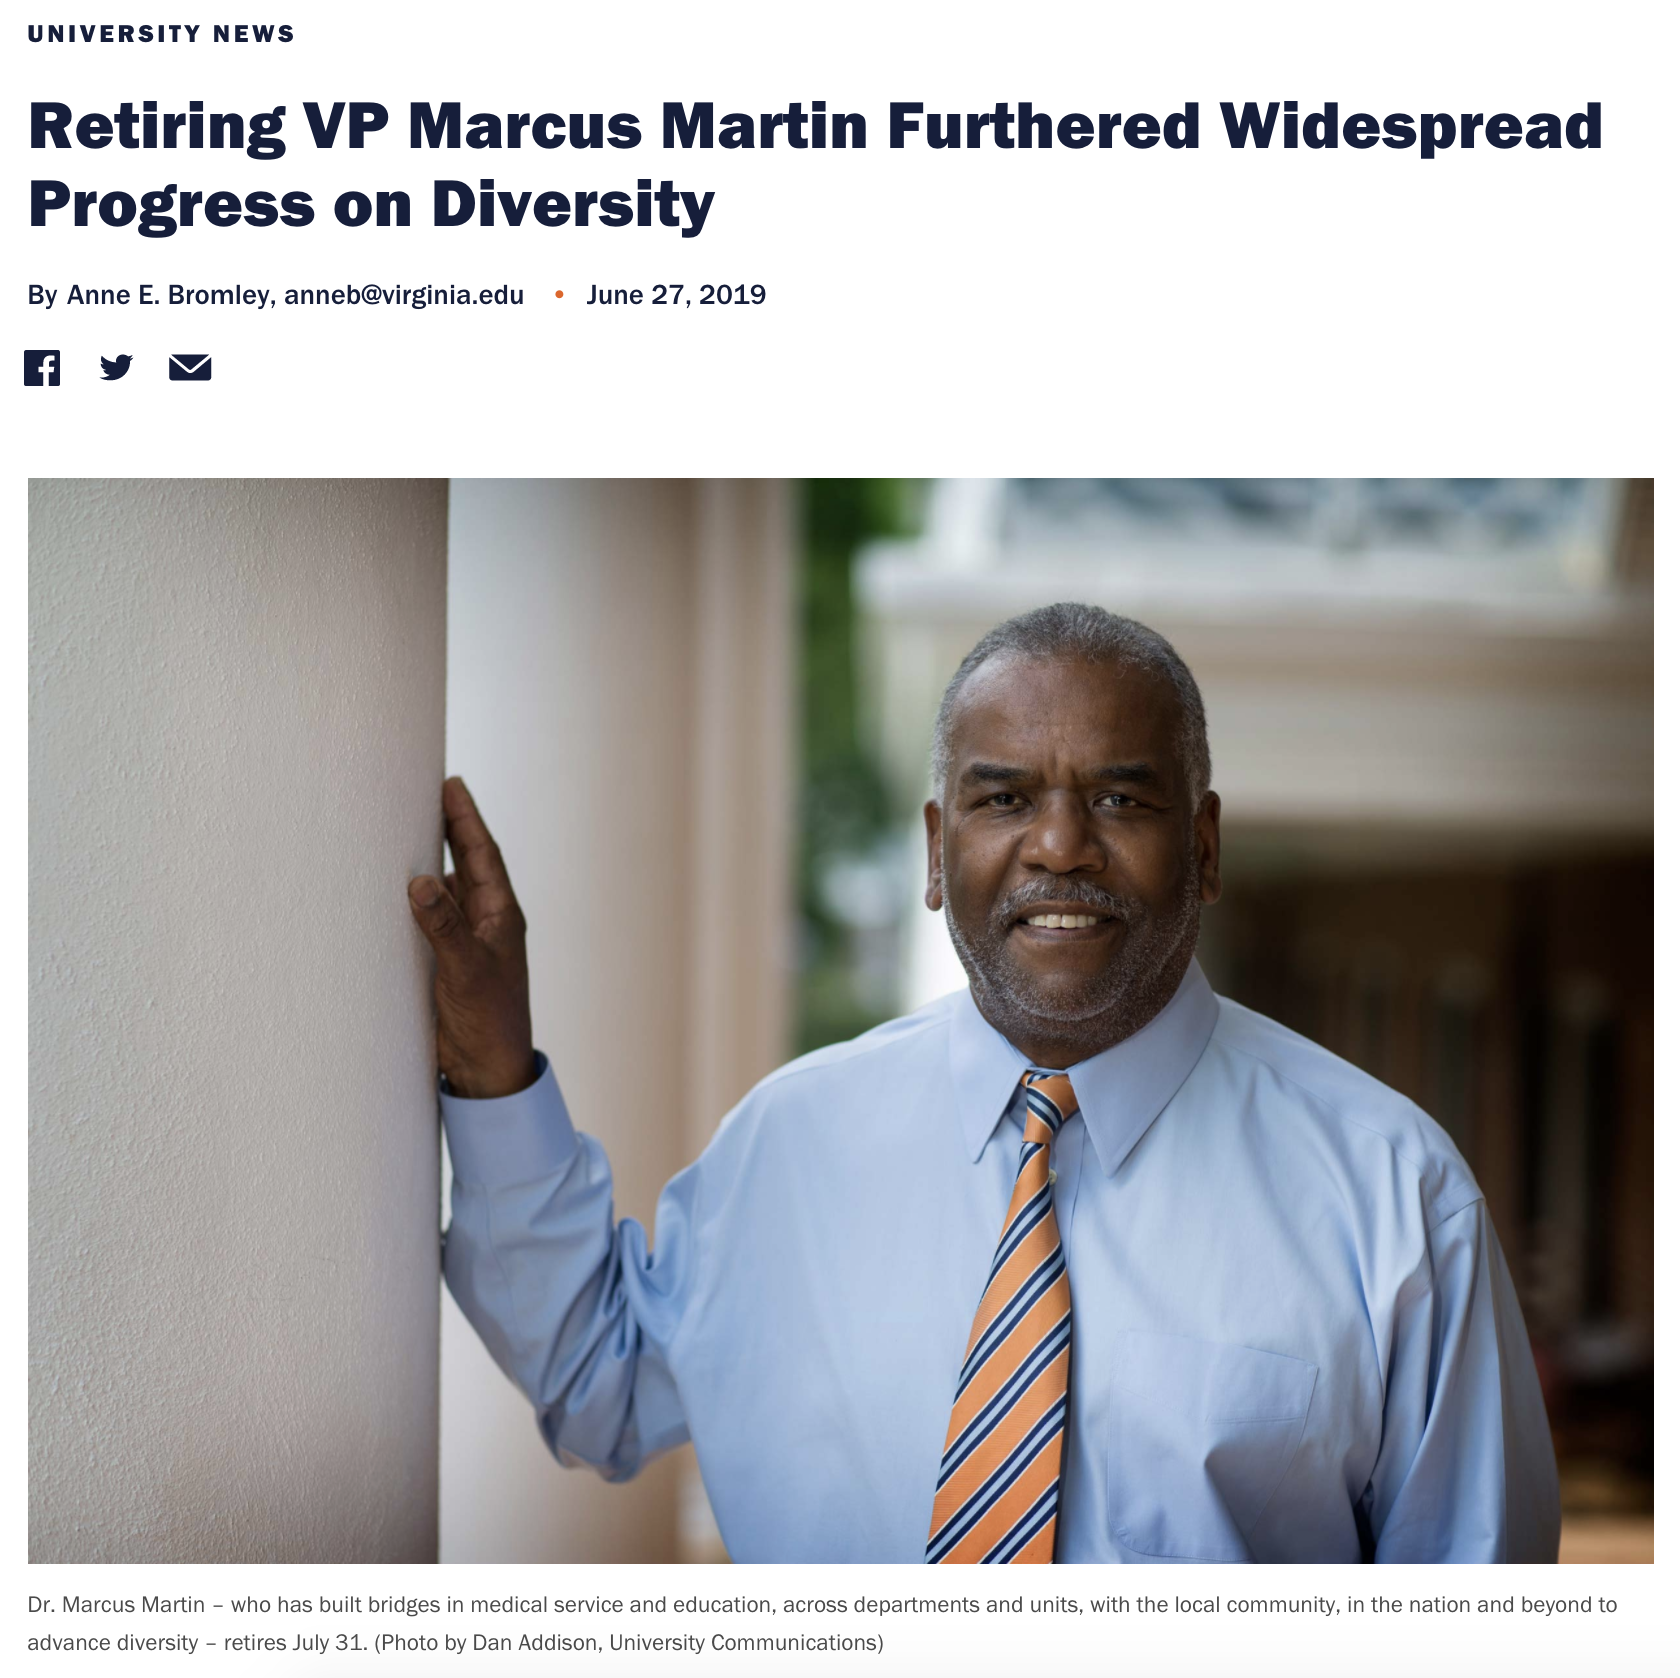 UNIVERSITY NEWS
Retiring VP Marcus Martin Furthered Widespread
Progress on Diversity
By Anne E. Bromley, anneb@virginia.edu • June 27, 2019
Dr. Marcus Martin – who has built bridges in medical service and education, across departments and units, with the local community, in the nation and beyond to
advance diversity – retires July 31. (Photo by Dan Addison, University Communications)